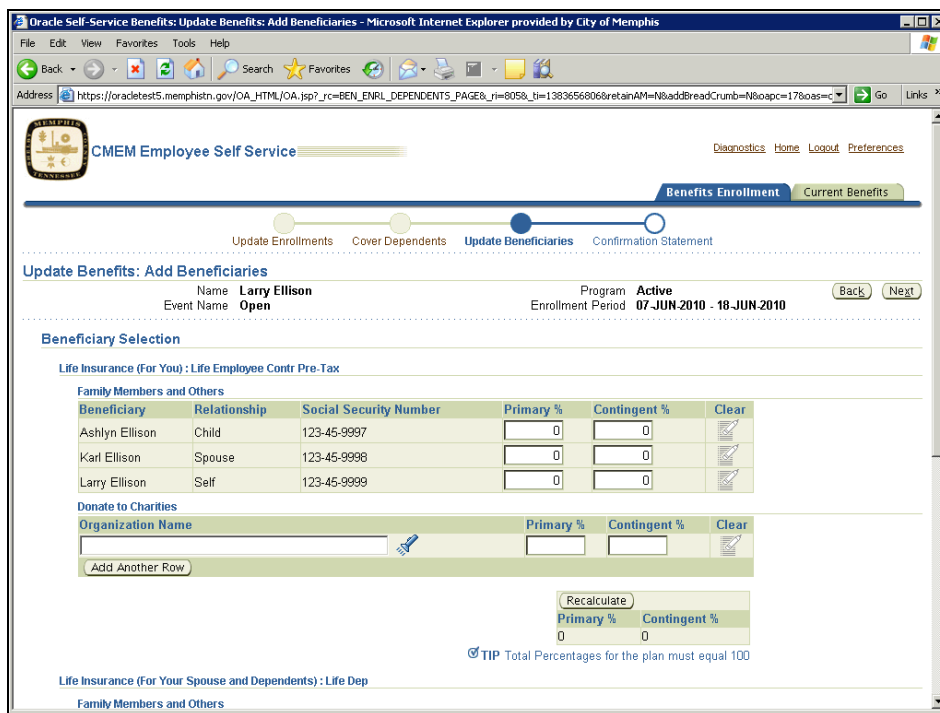 Oracle Self-Service Benefits: Update Benefits: Add Beneficiaries - Microsoft Internet Explorer provided by City of Memphis
File Edit View Favorites Tools Help
Back Search Favorites
Address https://oracletest5.memphistn.gov/OA_HTML/OA.jsp?_rc=BEN_ENRL_DEPENDENTS_PAGE&_ri=805&_ti=1383656806&retainAM=N&addBreadCrumb=N&oapc=17&oas=c Go Links »
MEMPHIS
TENNESSEE
CMEM Employee Self Service
Diagnostics Home Logout Preferences
Benefits Enrollment Current Benefits
Update Enrollments Cover Dependents Update Beneficiaries Confirmation Statement
Update Benefits: Add Beneficiaries
Name Larry Ellison Program Active Back Next
Event Name Open Enrollment Period 07-JUN-2010 - 18-JUN-2010
Beneficiary Selection
Life Insurance (For You) : Life Employee Contr Pre-Tax
Family Members and Others
Beneficiary Relationship Social Security Number Primary % Contingent % Clear
Ashlyn Ellison Child 123-45-9997 0 0
Karl Ellison Spouse 123-45-9998 0 0
Larry Ellison Self 123-45-9999 0 0
Donate to Charities
Organization Name Primary % Contingent % Clear
Add Another Row
Recalculate
Primary % Contingent %
0 0
TIP Total Percentages for the plan must equal 100
Life Insurance (For Your Spouse and Dependents) : Life Dep
Family Members and Others